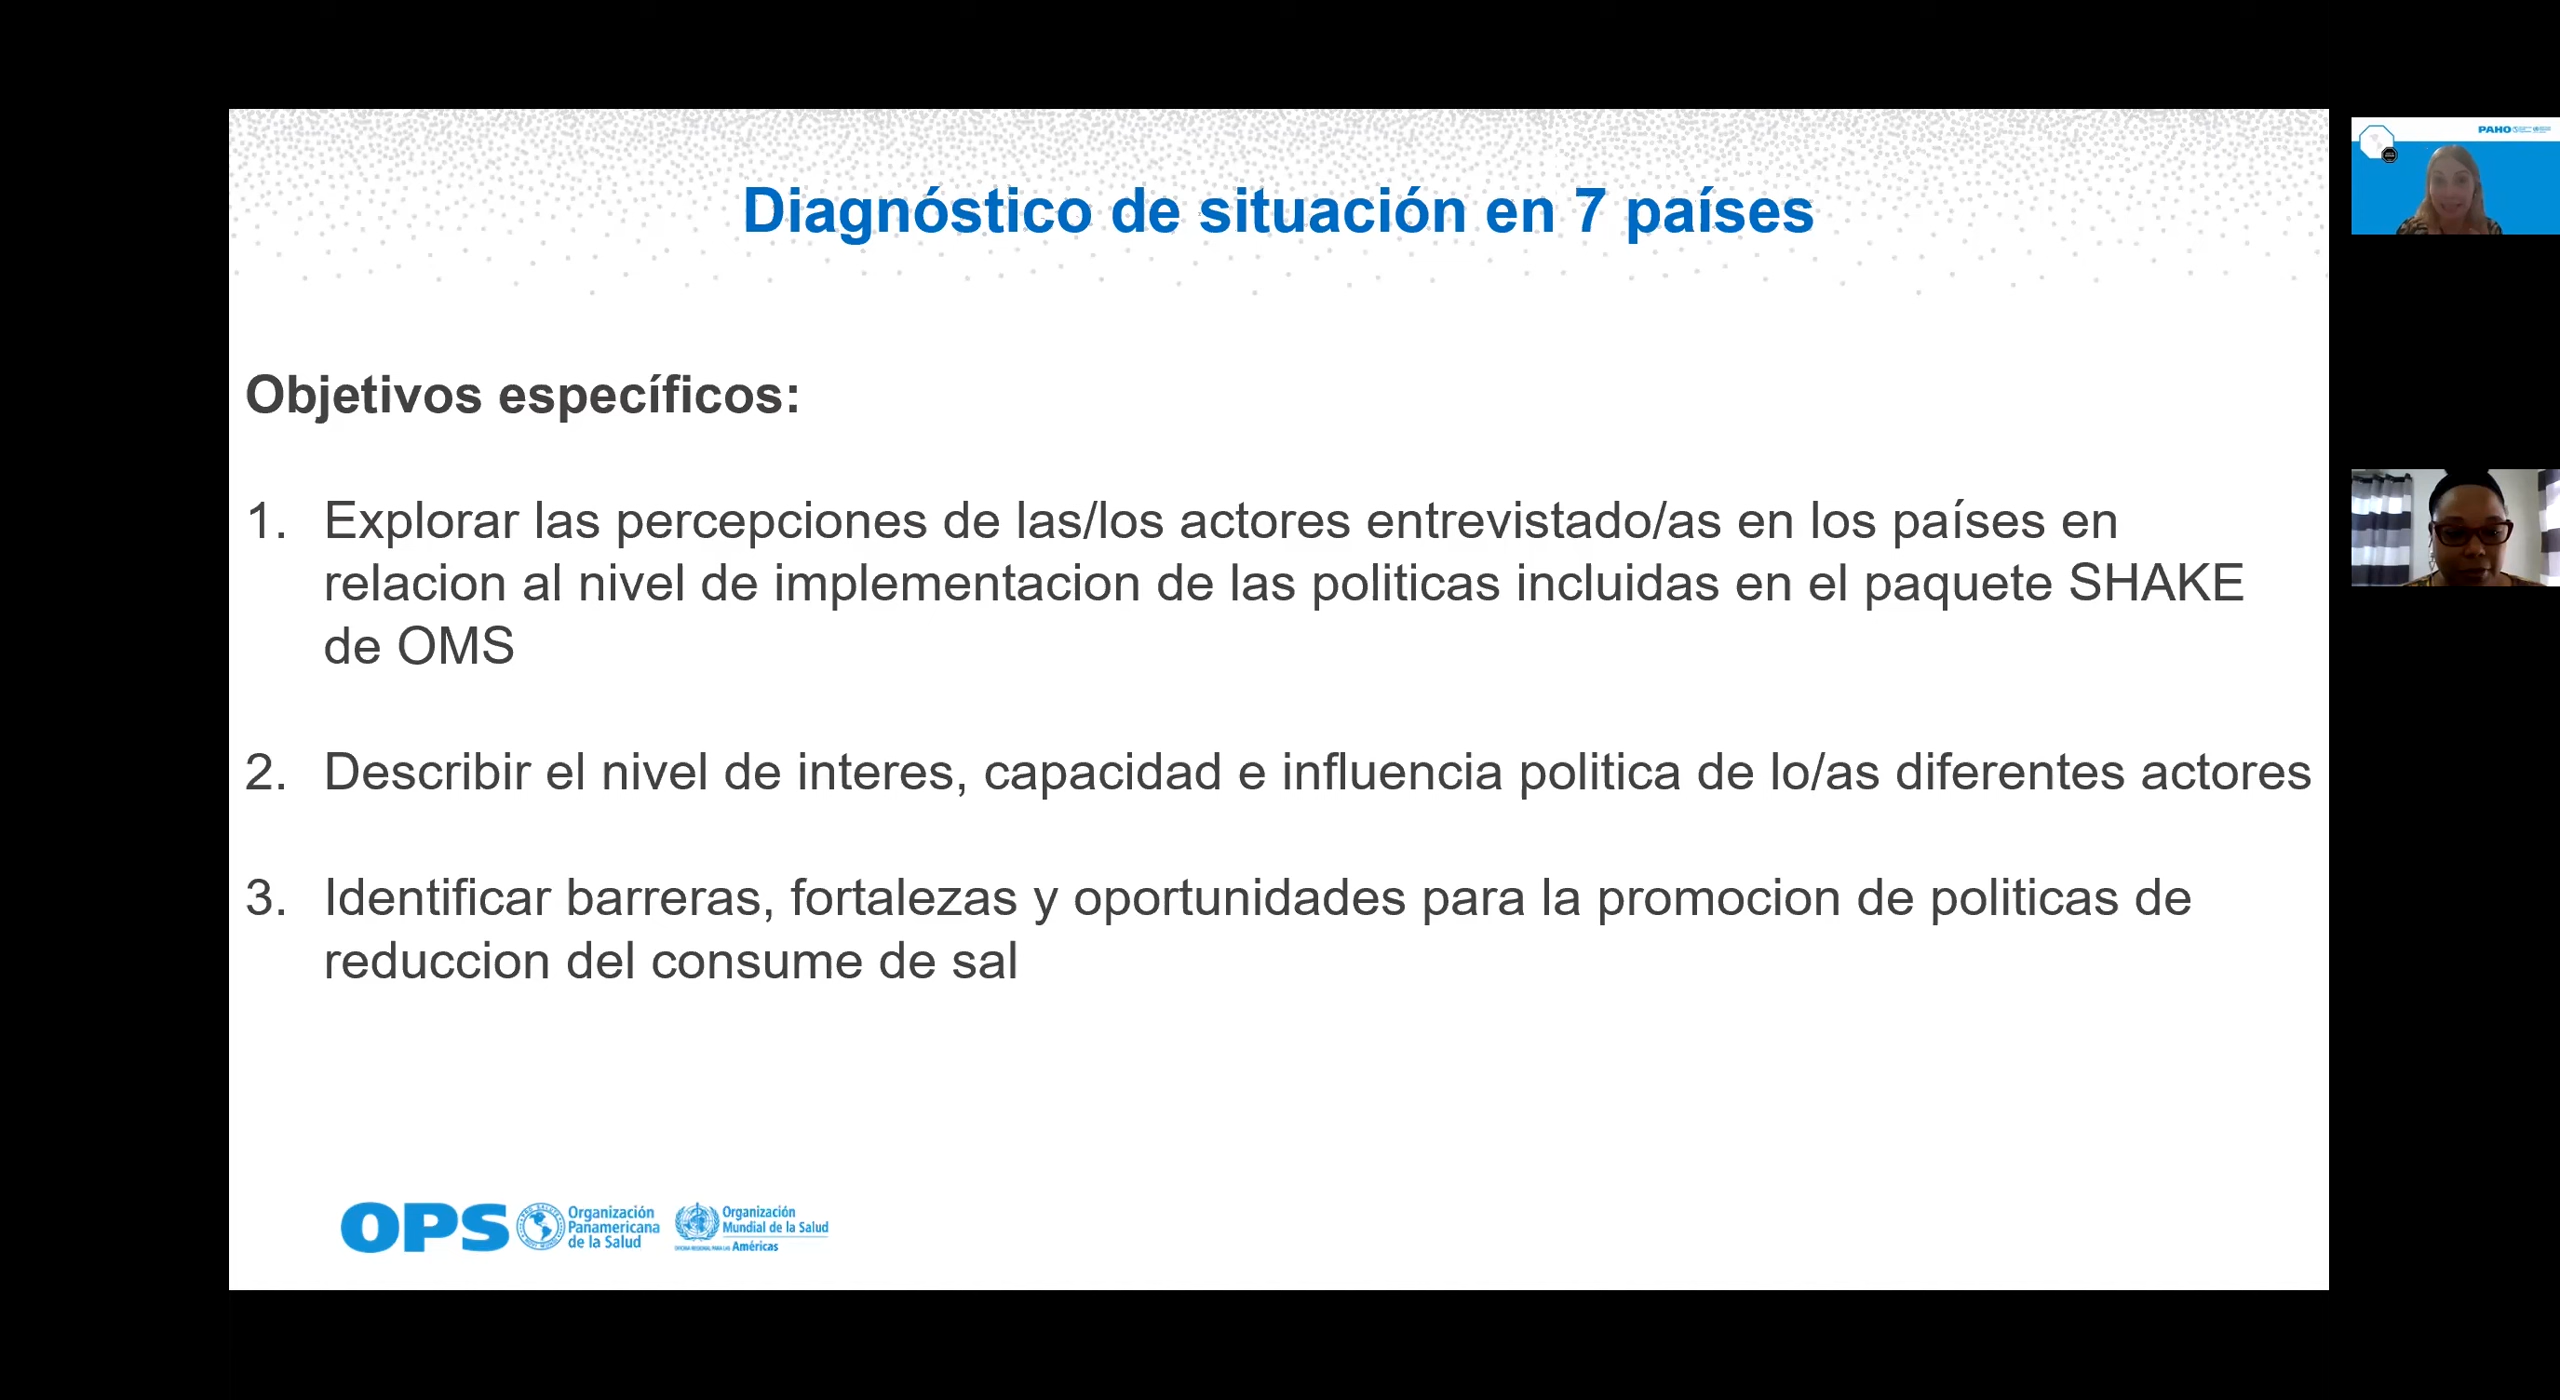 Diagnóstico de situación en 7 países
Objetivos específicos:
1. Explorar las percepciones de las/los actores entrevistado/as en los países en
relacion al nivel de implementacion de las politicas incluidas en el paquete SHAKE
de OMS
2. Describir el nivel de interes, capacidad e influencia politica de lo/as diferentes actores
3. Identificar barreras, fortalezas y oportunidades para la promocion de politicas de
reduccion del consume de sal
OPS
Organización
Panamericana
de la Salud
Organización
Mundial de la Salud
OFICINA REGIONAL PARA LAS Américas
PAHO